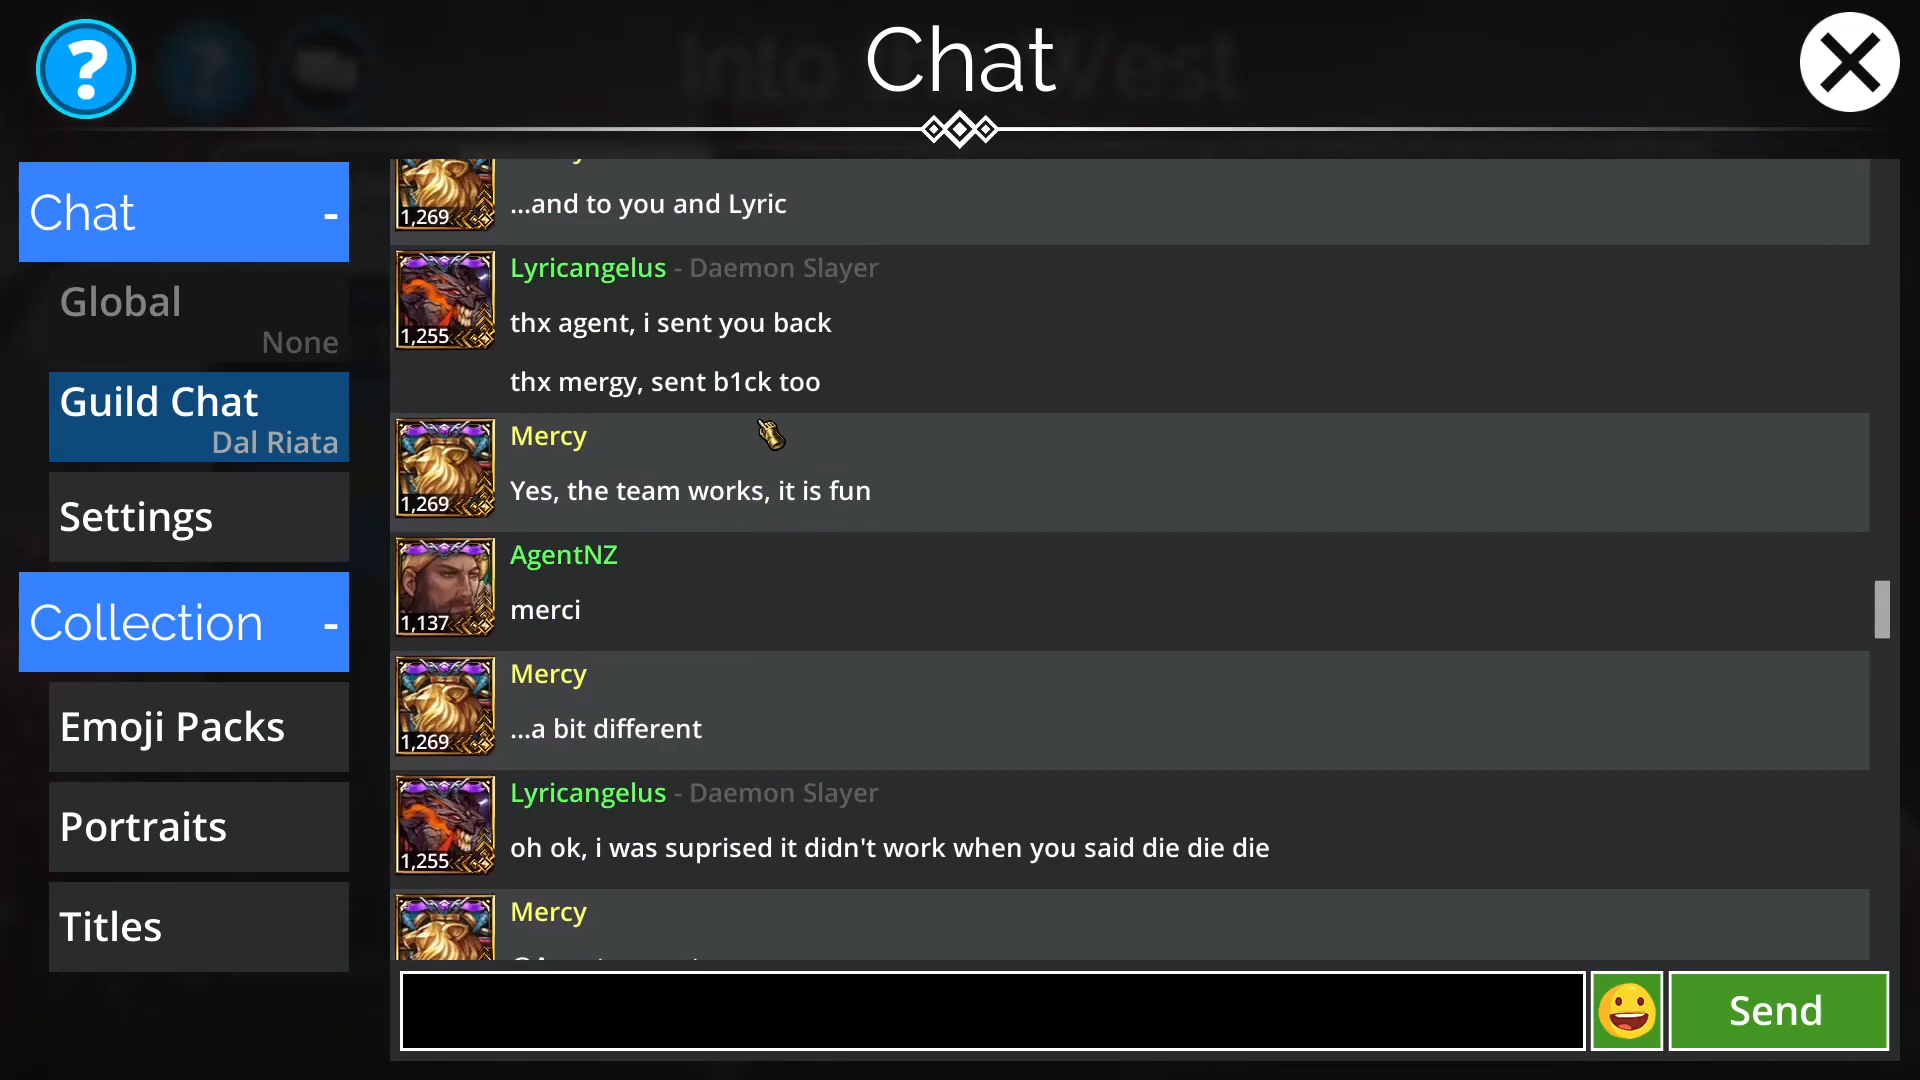 ?
Chat
Chat -
Global
None
Guild Chat
Dal Riata
Settings
Collection -
Emoji Packs
Portraits
Titles
1,269
...and to you and Lyric
Lyricangelus - Daemon Slayer
1,255
thx agent, i sent you back
thx mergy, sent b1ck too
Mercy
1,269
Yes, the team works, it is fun
AgentNZ
1,137
merci
Mercy
1,269
...a bit different
Lyricangelus - Daemon Slayer
1,255
oh ok, i was suprised it didn't work when you said die die die
Mercy
Send